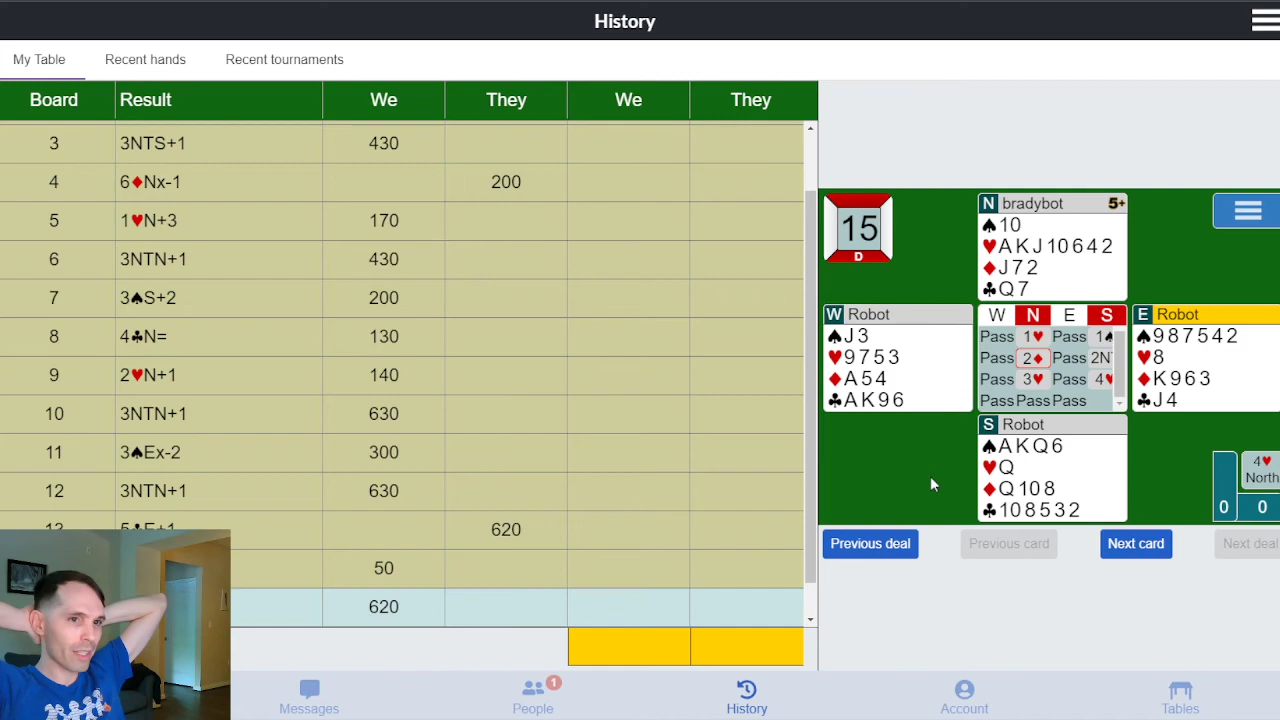 History
My Table Recent hands Recent tournaments
Board Result We They We They
3 3NTS+1 430
4 6♦Nx-1 200
5 1♥N+3 170
6 3NTN+1 430
7 3♠S+2 200
8 4♣N= 130
9 2♥N+1 140
10 3NTN+1 630
11 3♠Ex-2 300
12 3NTN+1 630
13 5♣E+1 620
50
620
15
D
N bradybot 5+
♠10
♥AKJ10642
♦J72
♣Q7
W Robot
♠J3
♥9753
♦A54
♣AK96
W N E S
Pass 1♥ Pass 1♠
Pass 2♦ Pass 2N
Pass 3♥ Pass 4♥
Pass Pass Pass
E Robot
♠987542
♥8
♦K963
♣J4
S Robot
♠AKQ6
♥Q
♦Q108
♣108532
4♥
North
0 0
Previous deal Previous card Next card Next deal
Messages People 1 History Account Tables